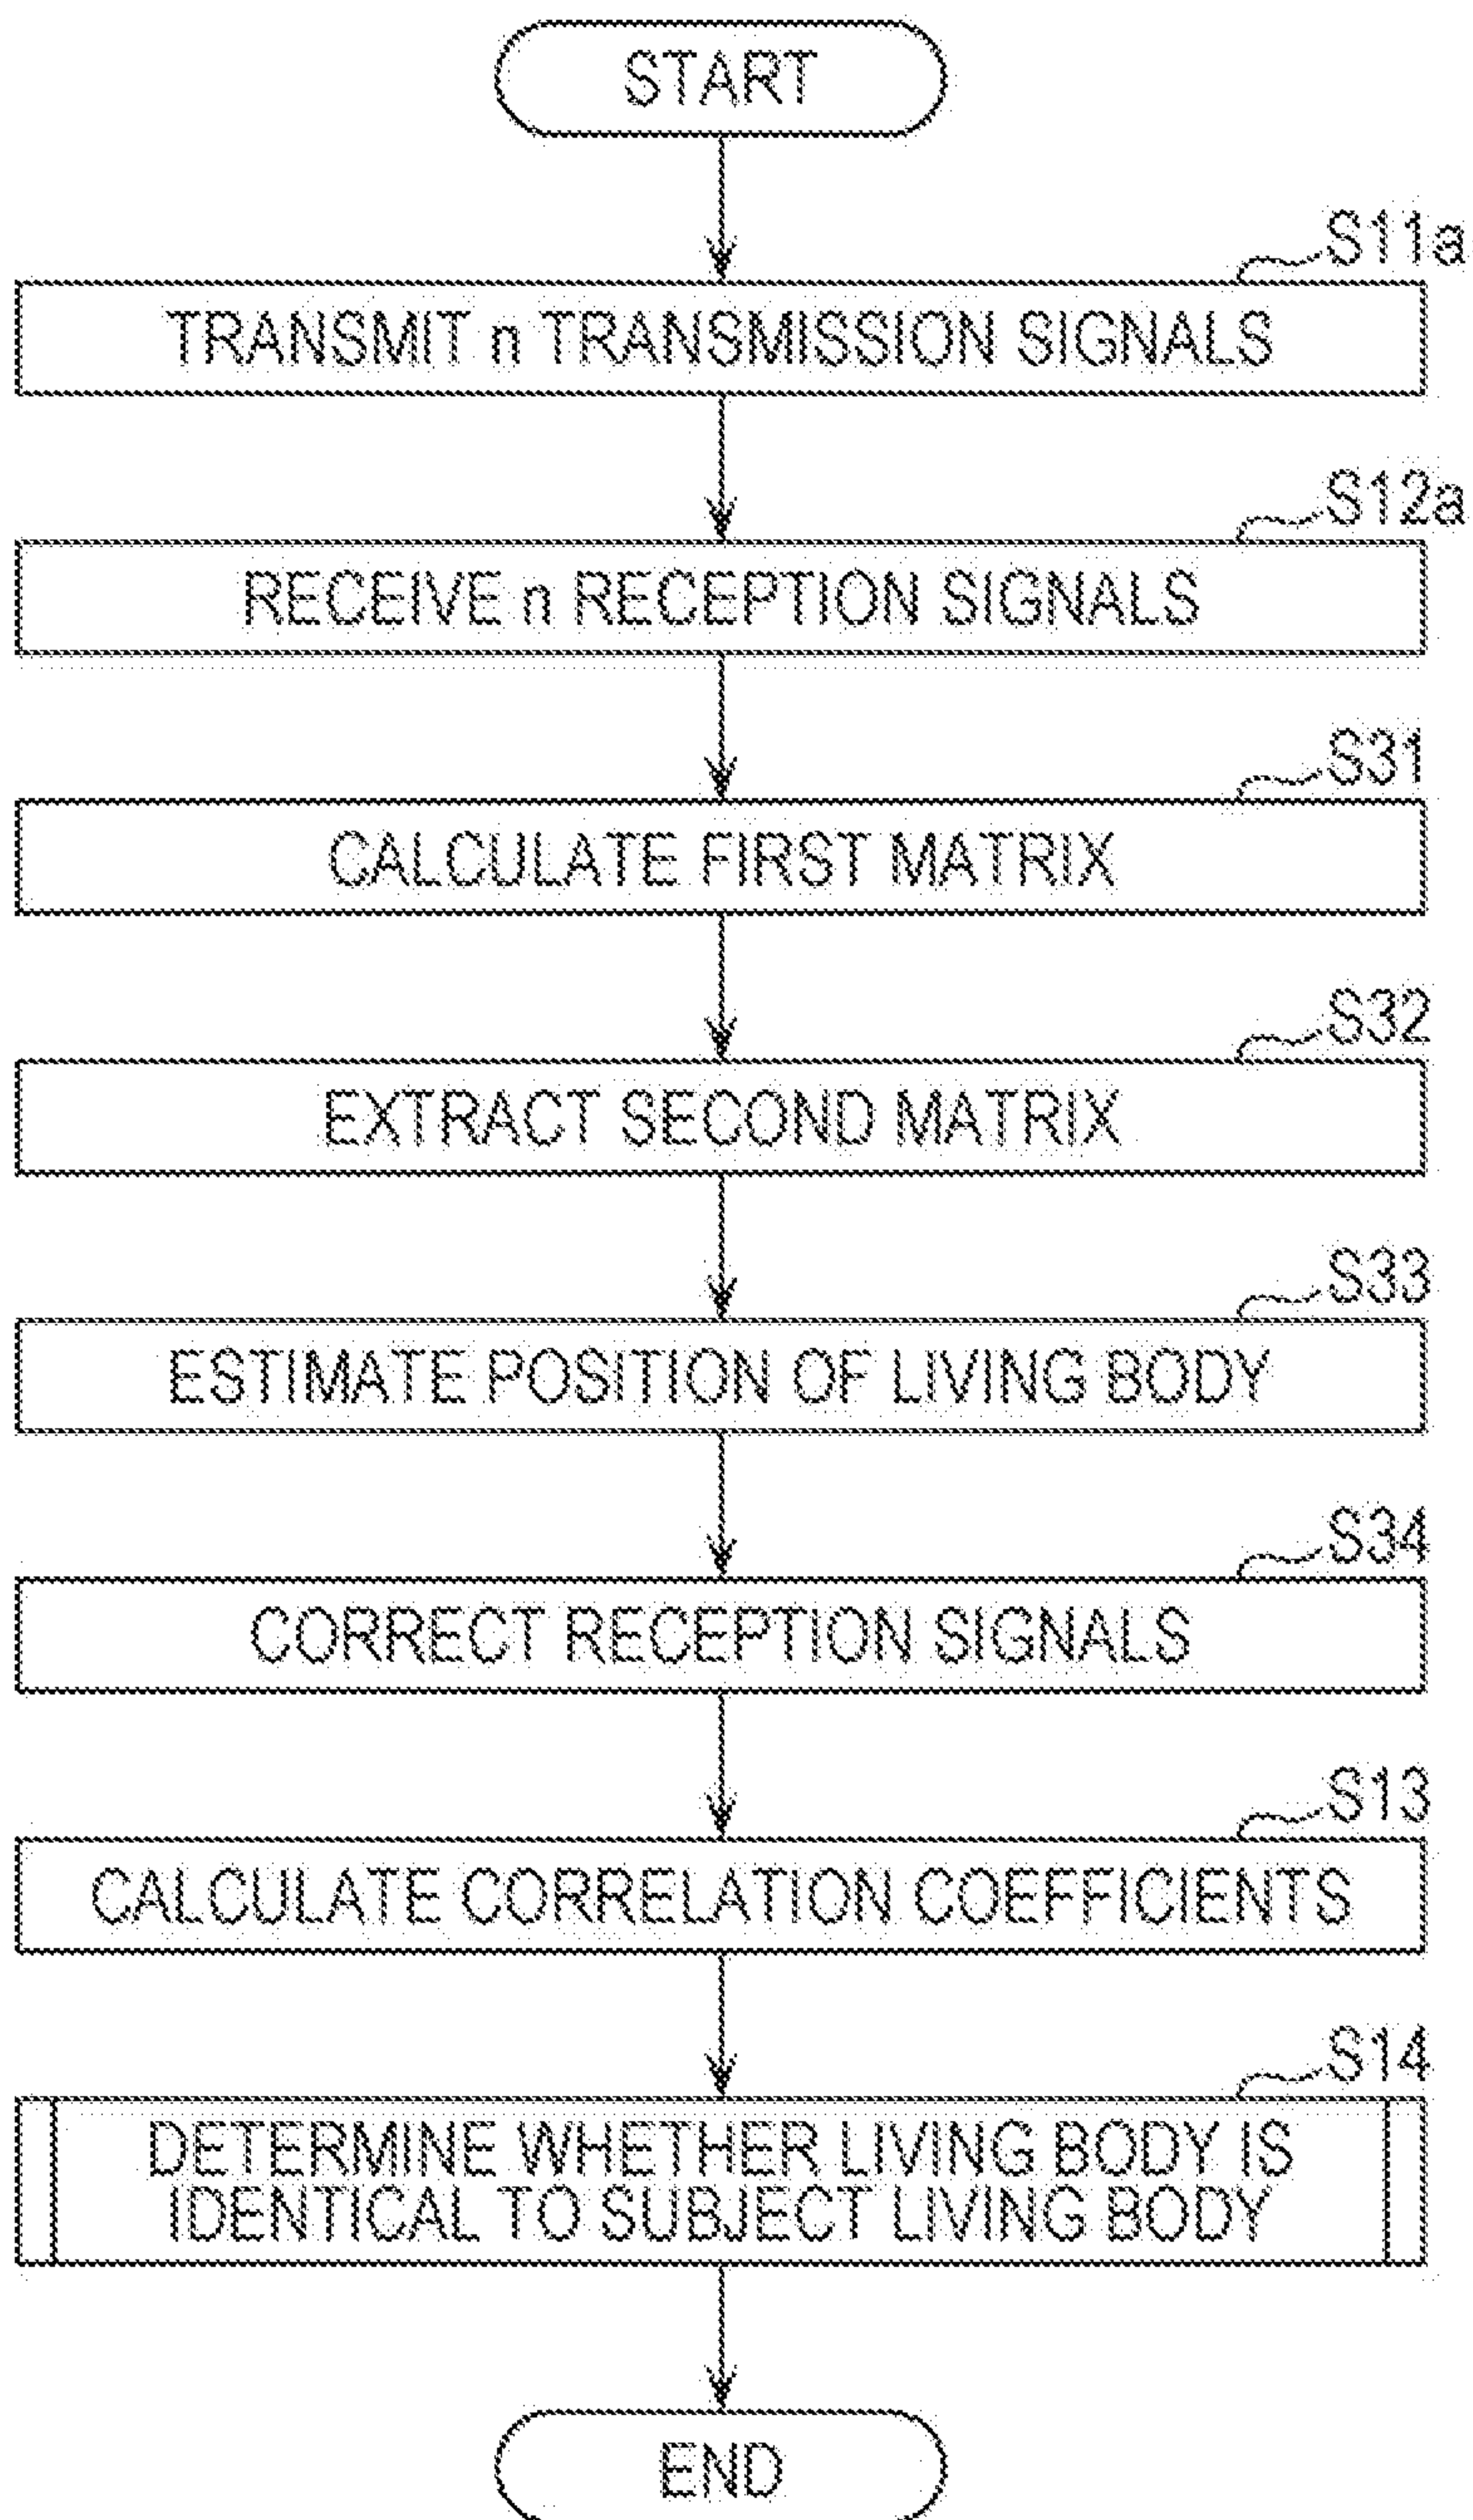 START
S11a
TRANSMIT n TRANSMISSION SIGNALS
S12a
RECEIVE n RECEPTION SIGNALS
S31
CALCULATE FIRST MATRIX
S32
EXTRACT SECOND MATRIX
S33
ESTIMATE POSITION OF LIVING BODY
S34
CORRECT RECEPTION SIGNALS
S13
CALCULATE CORRELATION COEFFICIENTS
S14
DETERMINE WHETHER LIVING BODY IS
IDENTICAL TO SUBJECT LIVING BODY
END